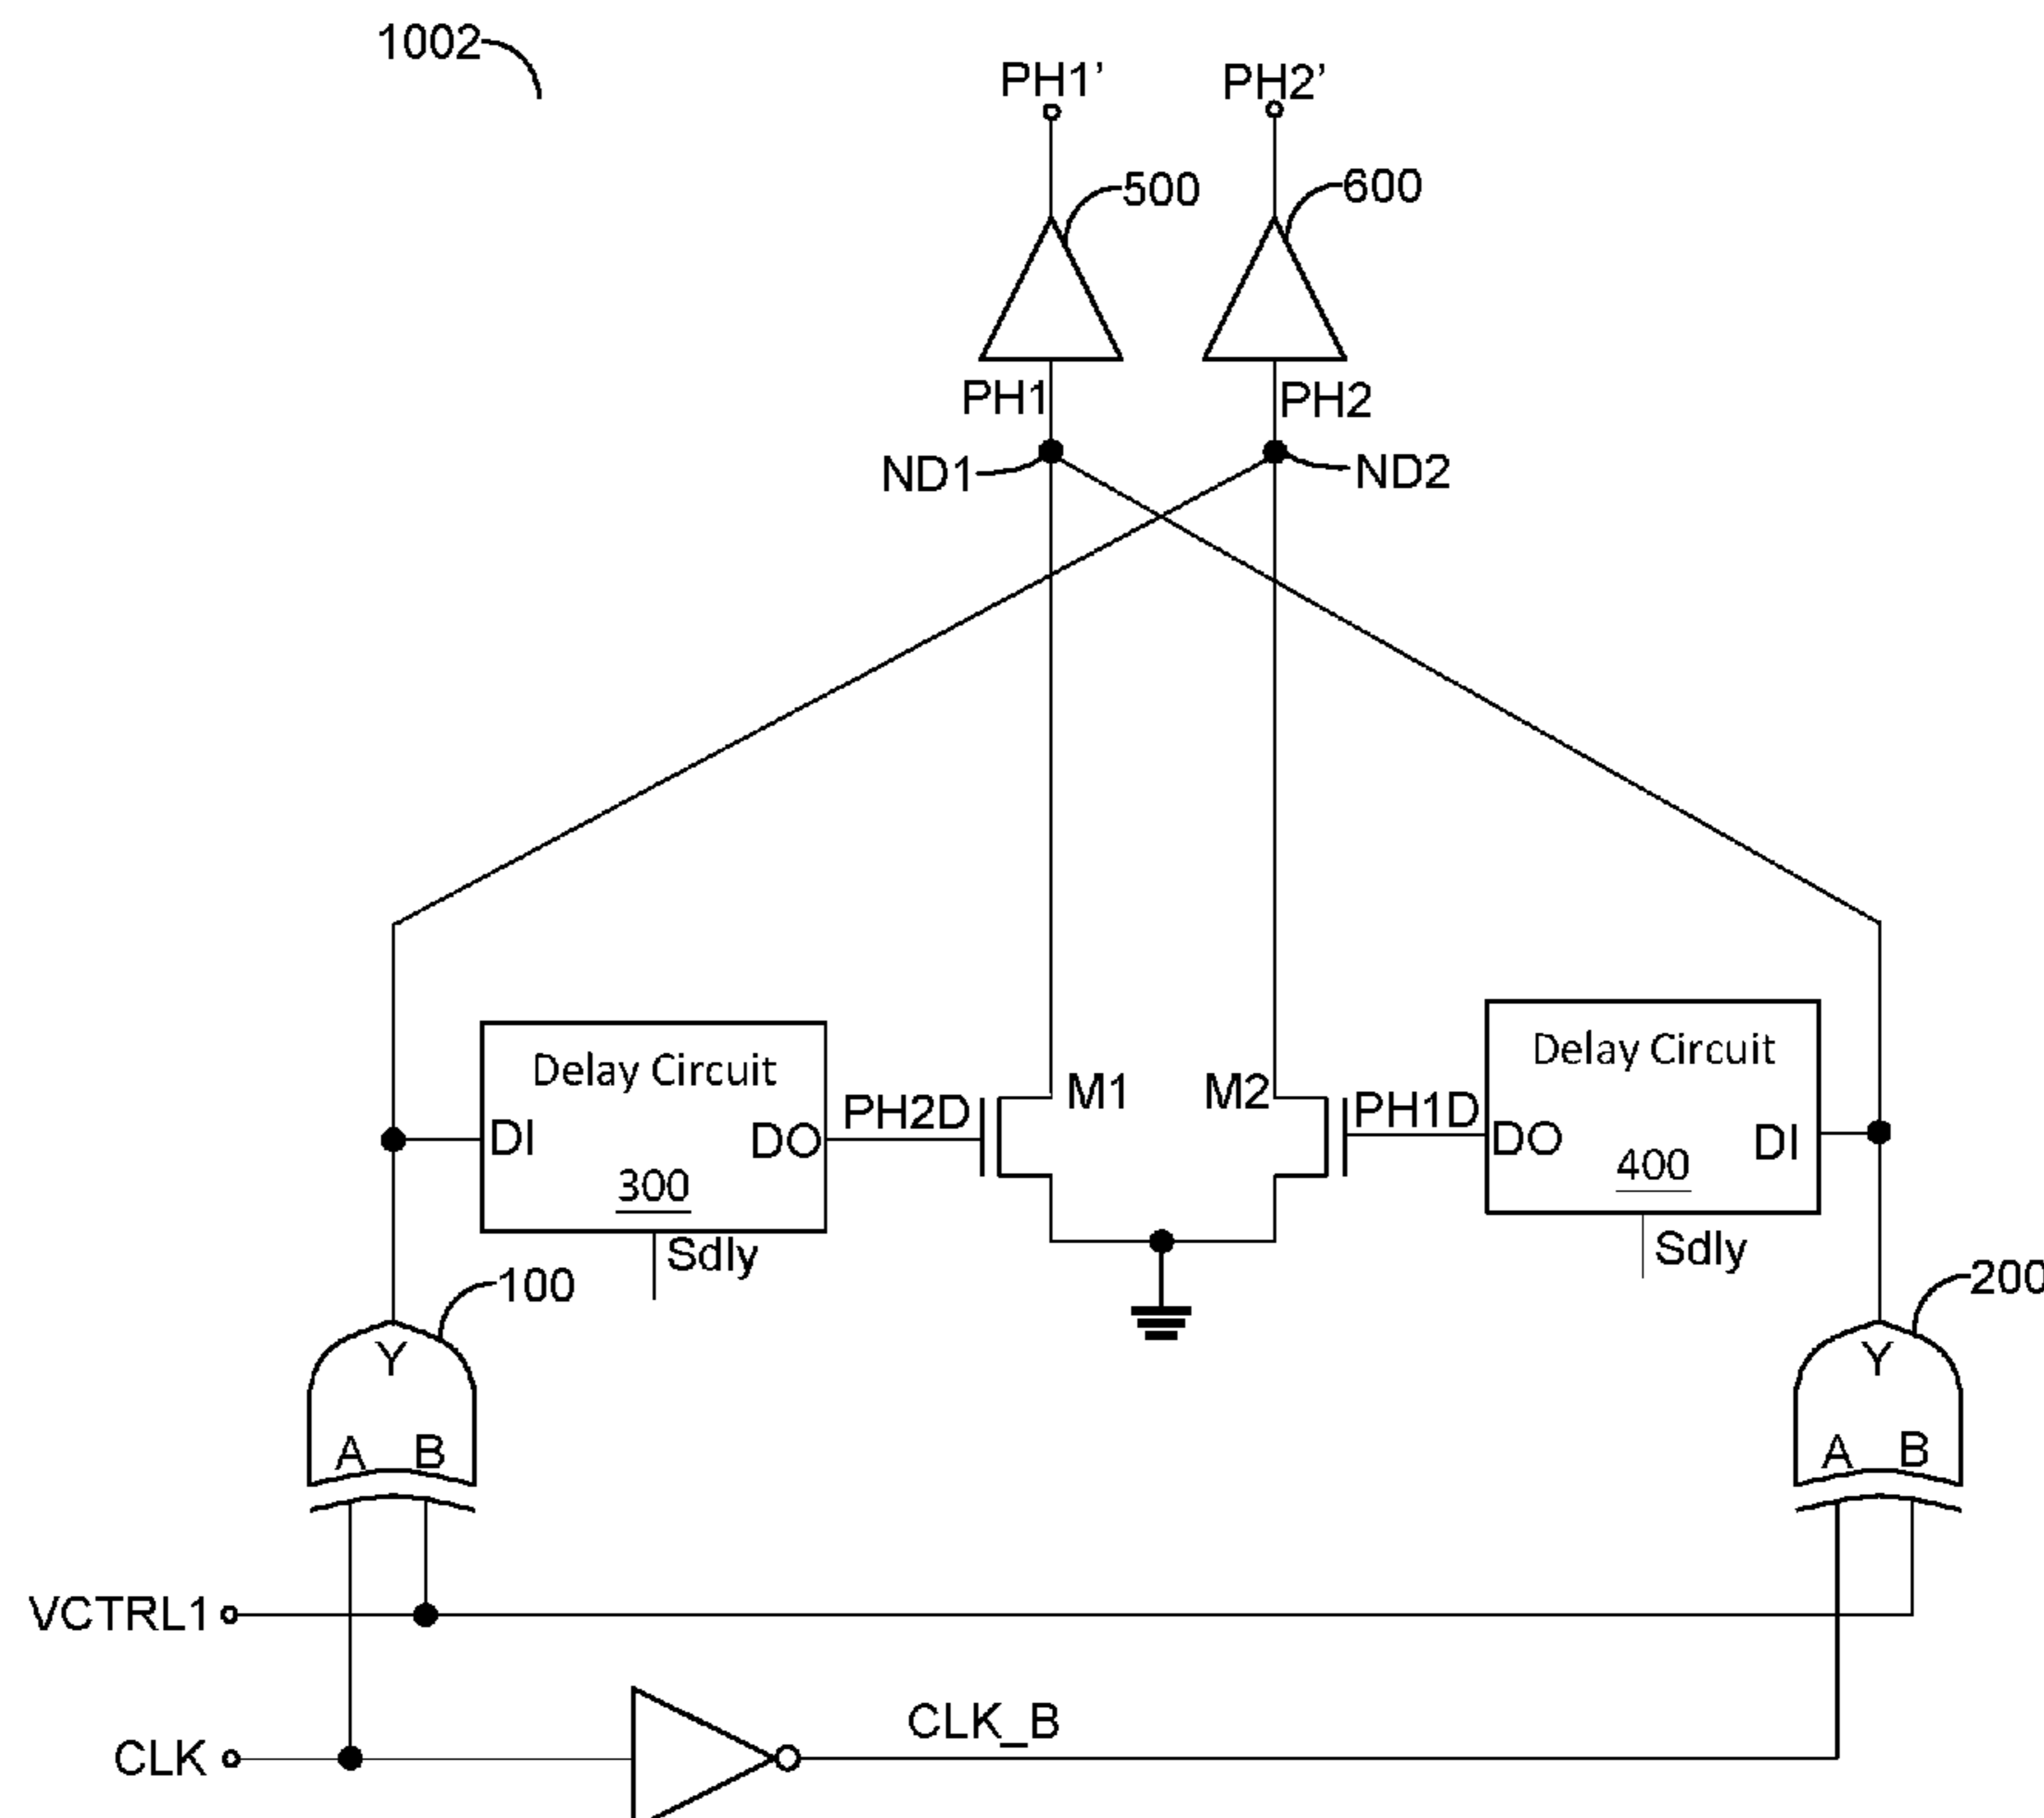 1002
PH1’
PH2’
500
600
PH1
PH2
ND1
ND2
Delay Circuit
DI
DO
300
Sdly
PH2D
M1
M2
PH1D
Delay Circuit
DO
DI
400
Sdly
100
200
Y
A B
Y
A B
VCTRL1
CLK_B
CLK